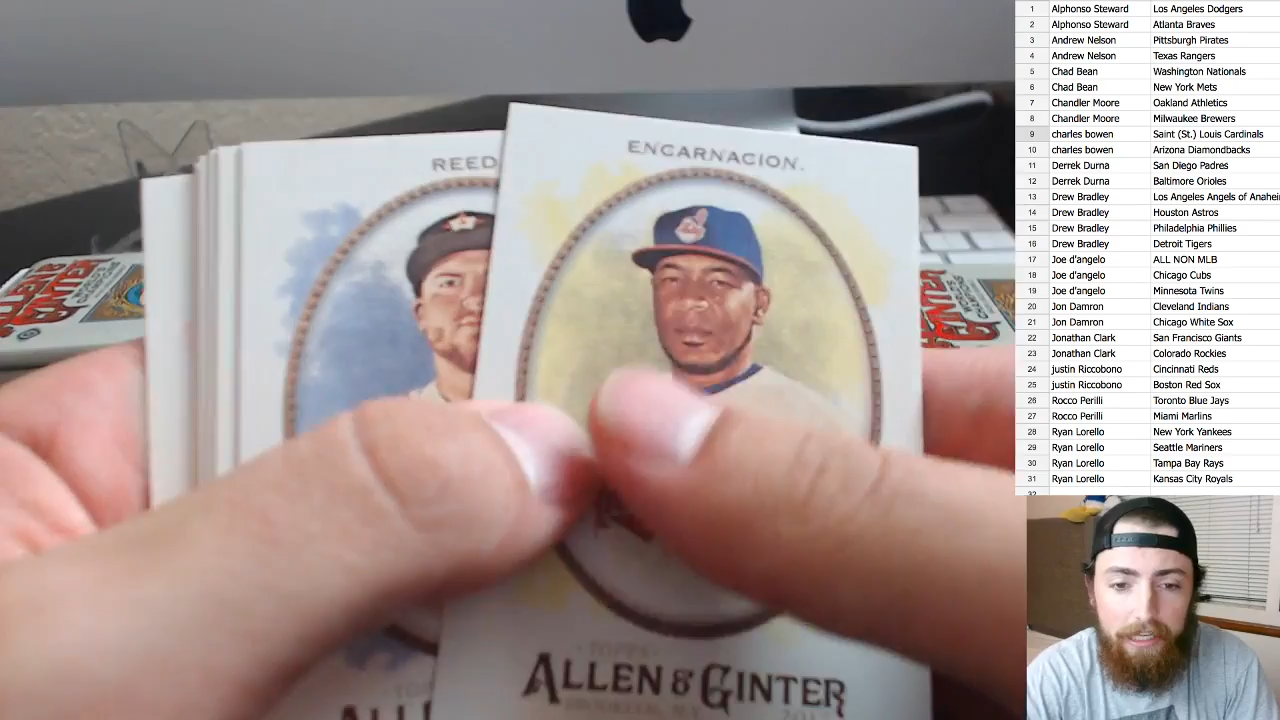 REED
ENCARNACION.
TOPPS
ALLEN & GINTER
ALLE
1 Alphonso Steward Los Angeles Dodgers
2 Alphonso Steward Atlanta Braves
3 Andrew Nelson Pittsburgh Pirates
4 Andrew Nelson Texas Rangers
5 Chad Bean Washington Nationals
6 Chad Bean New York Mets
7 Chandler Moore Oakland Athletics
8 Chandler Moore Milwaukee Brewers
9 charles bowen Saint (St.) Louis Cardinals
10 charles bowen Arizona Diamondbacks
11 Derrek Durna San Diego Padres
12 Derrek Durna Baltimore Orioles
13 Drew Bradley Los Angeles Angels of Anahei
14 Drew Bradley Houston Astros
15 Drew Bradley Philadelphia Phillies
16 Drew Bradley Detroit Tigers
17 Joe d'angelo ALL NON MLB
18 Joe d'angelo Chicago Cubs
19 Joe d'angelo Minnesota Twins
20 Jon Damron Cleveland Indians
21 Jon Damron Chicago White Sox
22 Jonathan Clark San Francisco Giants
23 Jonathan Clark Colorado Rockies
24 justin Riccobono Cincinnati Reds
25 justin Riccobono Boston Red Sox
26 Rocco Perilli Toronto Blue Jays
27 Rocco Perilli Miami Marlins
28 Ryan Lorello New York Yankees
29 Ryan Lorello Seattle Mariners
30 Ryan Lorello Tampa Bay Rays
31 Ryan Lorello Kansas City Royals